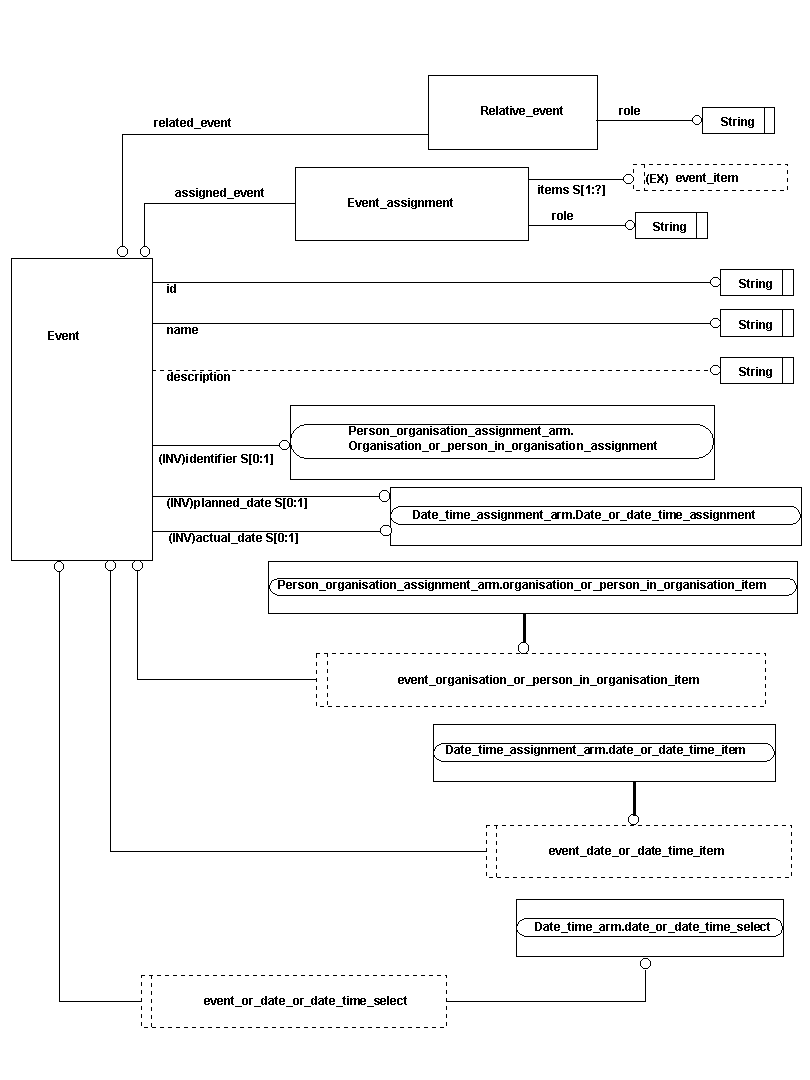 Relative_event
role
String
related_event
(EX) event_item
items S[1:?]
assigned_event
Event_assignment
role
String
id
String
name
String
Event
description
String
Person_organisation_assignment_arm.
Organisation_or_person_in_organisation_assignment
(INV)identifier S[0:1]
(INV)planned_date S[0:1]
Date_time_assignment_arm.Date_or_date_time_assignment
(INV)actual_date S[0:1]
Person_organisation_assignment_arm.organisation_or_person_in_organisation_item
event_organisation_or_person_in_organisation_item
Date_time_assignment_arm.date_or_date_time_item
event_date_or_date_time_item
Date_time_arm.date_or_date_time_select
event_or_date_or_date_time_select